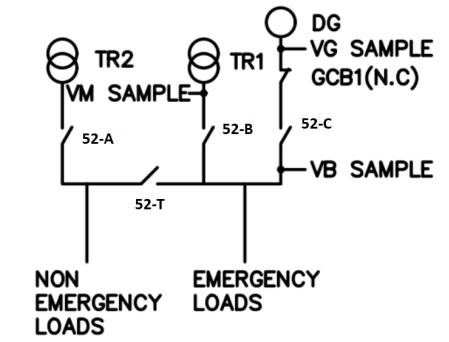 DG
VG SAMPLE
TR2
TR1
GCB1(N.C)
VM SAMPLE
52-A
52-B
52-C
VB SAMPLE
52-T
NON
EMERGENCY
LOADS
EMERGENCY
LOADS